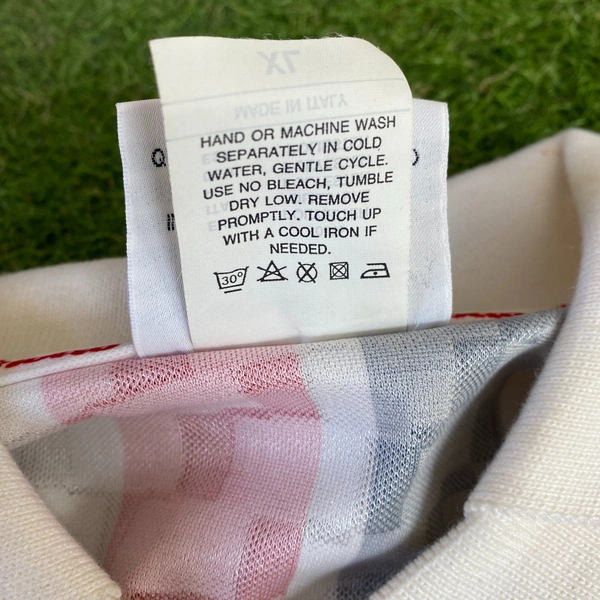 XL
MADE IN ITALY
HAND OR MACHINE WASH
SEPARATELY IN COLD
WATER, GENTLE CYCLE.
USE NO BLEACH, TUMBLE
DRY LOW. REMOVE
PROMPTLY. TOUCH UP
WITH A COOL IRON IF
NEEDED.
30°